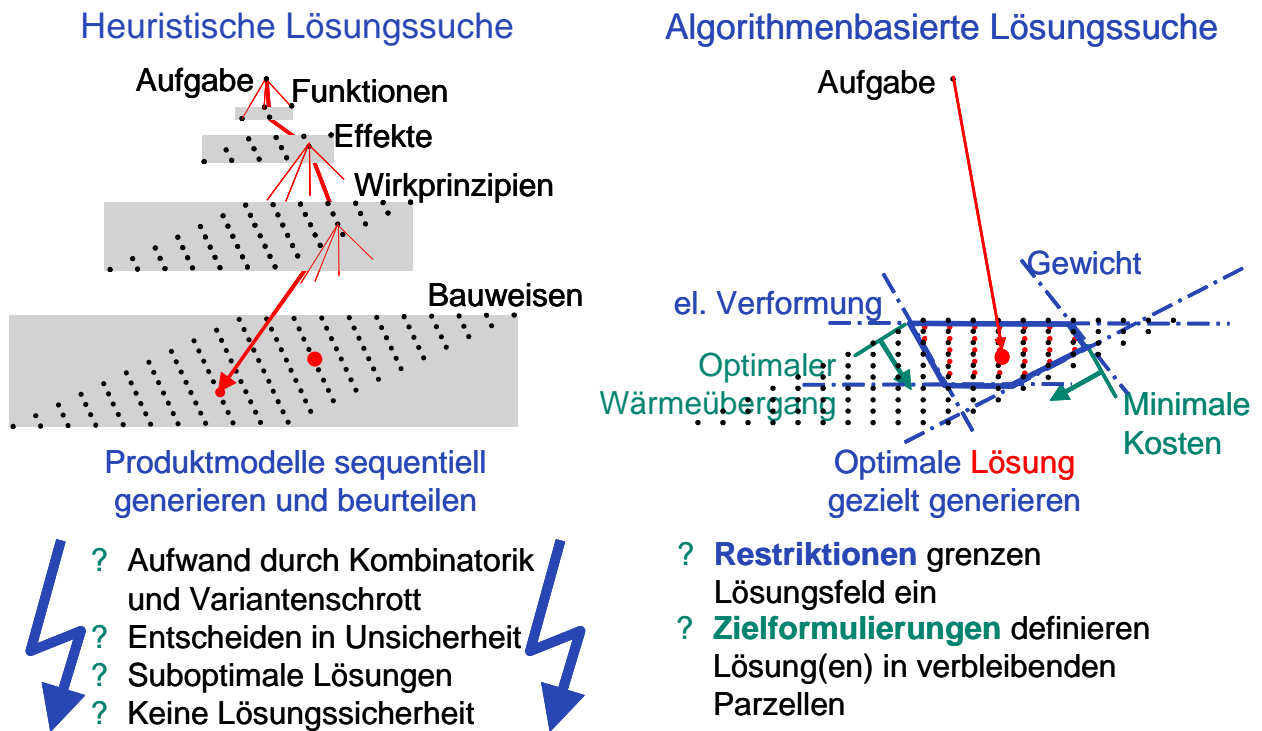 Heuristische Lösungssuche
Aufgabe
Funktionen
Effekte
Wirkprinzipien
Bauweisen
Produktmodelle sequentiell
generieren und beurteilen
? Aufwand durch Kombinatorik
und Variantenschrott
? Entscheiden in Unsicherheit
? Suboptimale Lösungen
? Keine Lösungssicherheit
Algorithmenbasierte Lösungssuche
Aufgabe
Gewicht
el. Verformung
Optimaler
Wärmeübergang
Minimale
Kosten
Optimale Lösung
gezielt generieren
? Restriktionen grenzen
Lösungsfeld ein
? Zielformulierungen definieren
Lösung(en) in verbleibenden
Parzellen